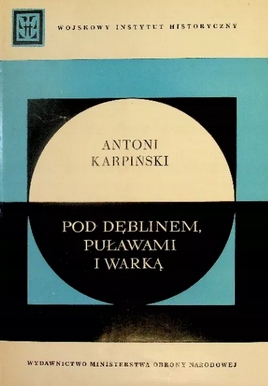 WOJSKOWY INSTYTUT HISTORYCZNY
ANTONI
KARPIŃSKI
POD DĘBLINEM,
PUŁAWAMI
I WARKĄ
WYDAWNICTWO MINISTERSTWA OBRONY NARODOWEJ